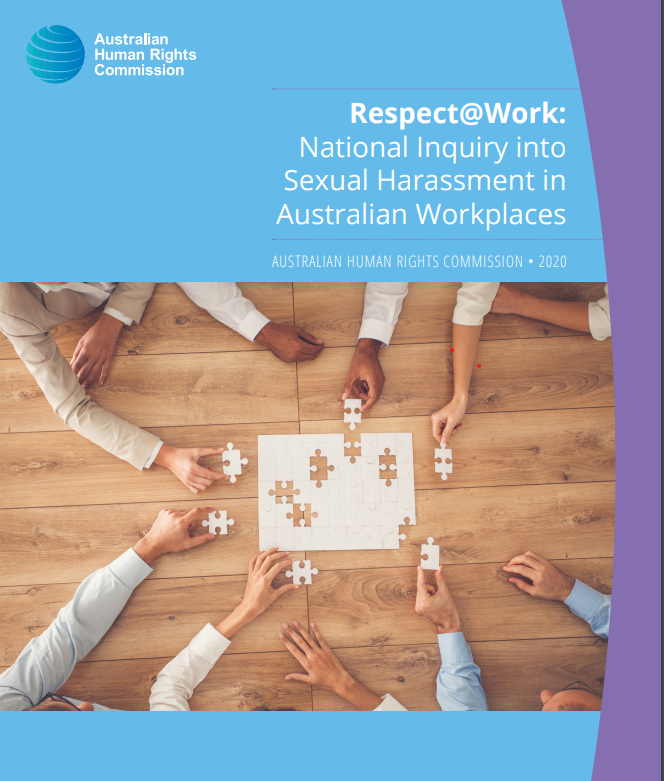 Australian
Human Rights
Commission
Respect@Work:
National Inquiry into
Sexual Harassment in
Australian Workplaces
AUSTRALIAN HUMAN RIGHTS COMMISSION • 2020